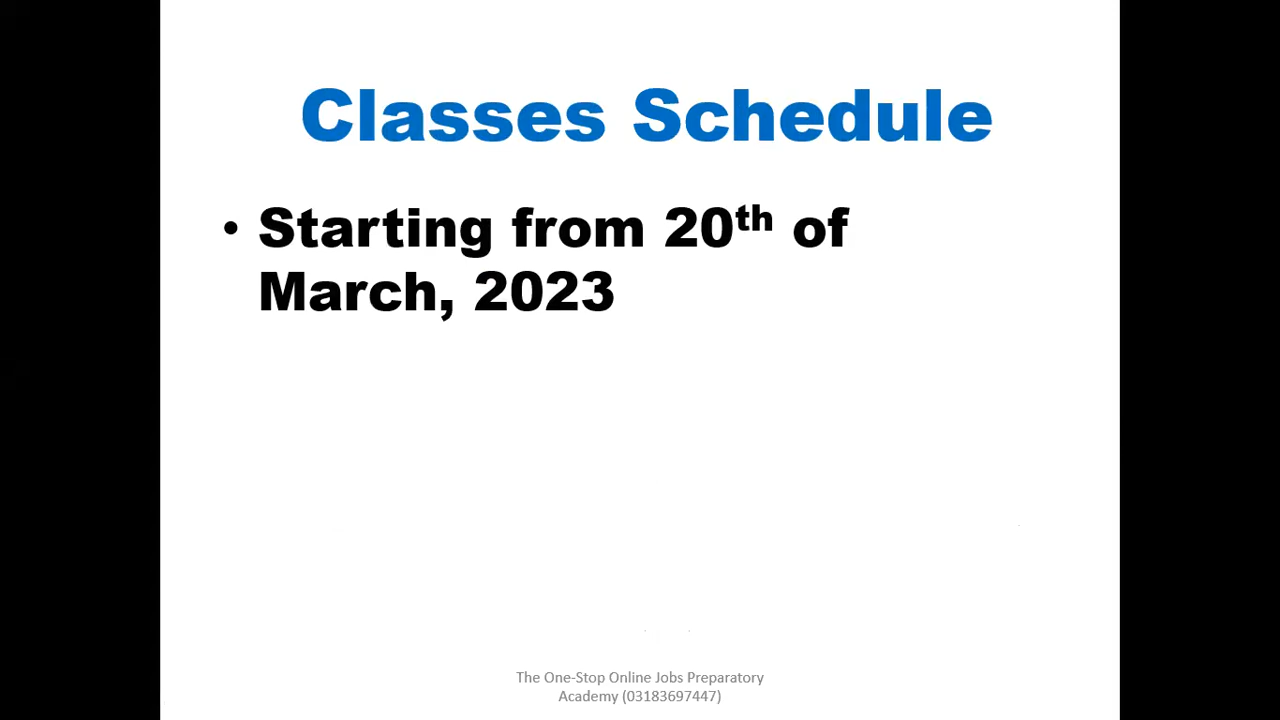 Classes Schedule
• Starting from 20th of
March, 2023
The One-Stop Online Jobs Preparatory
Academy (03183697447)